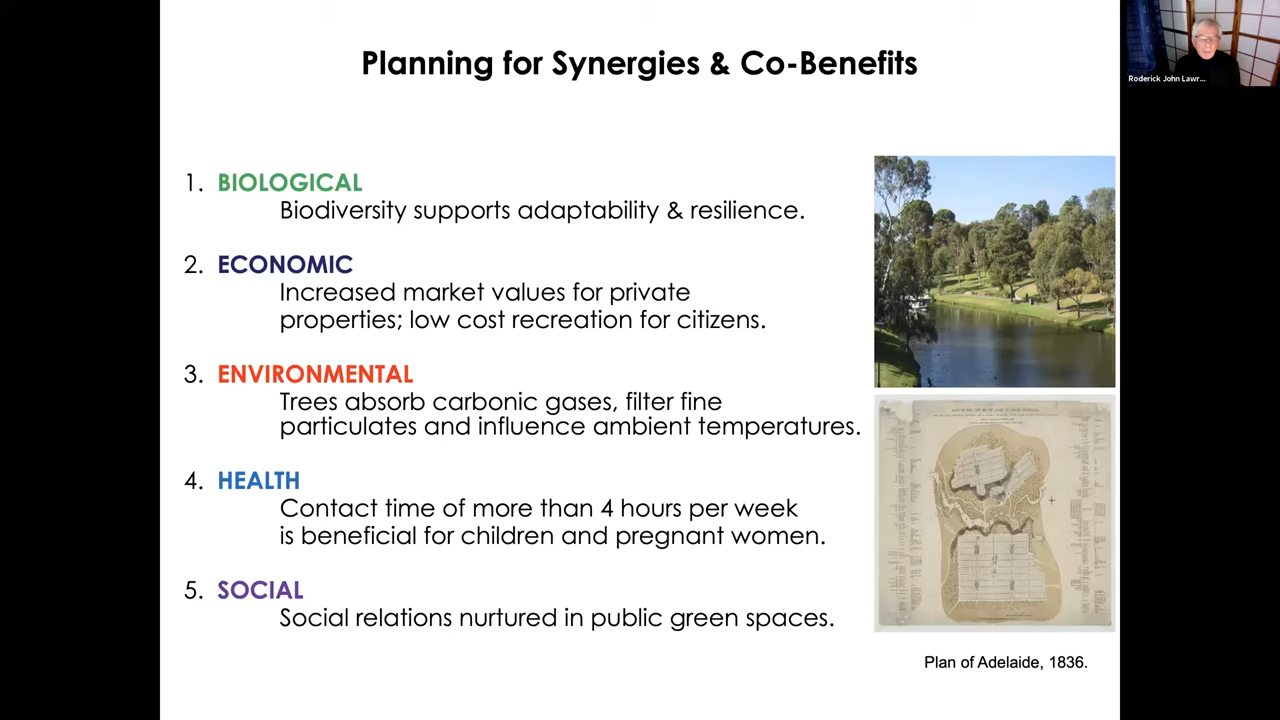 Planning for Synergies & Co-Benefits
Roderick John Lawr...
1. BIOLOGICAL
Biodiversity supports adaptability & resilience.
2. ECONOMIC
Increased market values for private
properties; low cost recreation for citizens.
3. ENVIRONMENTAL
Trees absorb carbonic gases, filter fine
particulates and influence ambient temperatures.
4. HEALTH
Contact time of more than 4 hours per week
is beneficial for children and pregnant women.
5. SOCIAL
Social relations nurtured in public green spaces.
Plan of Adelaide, 1836.